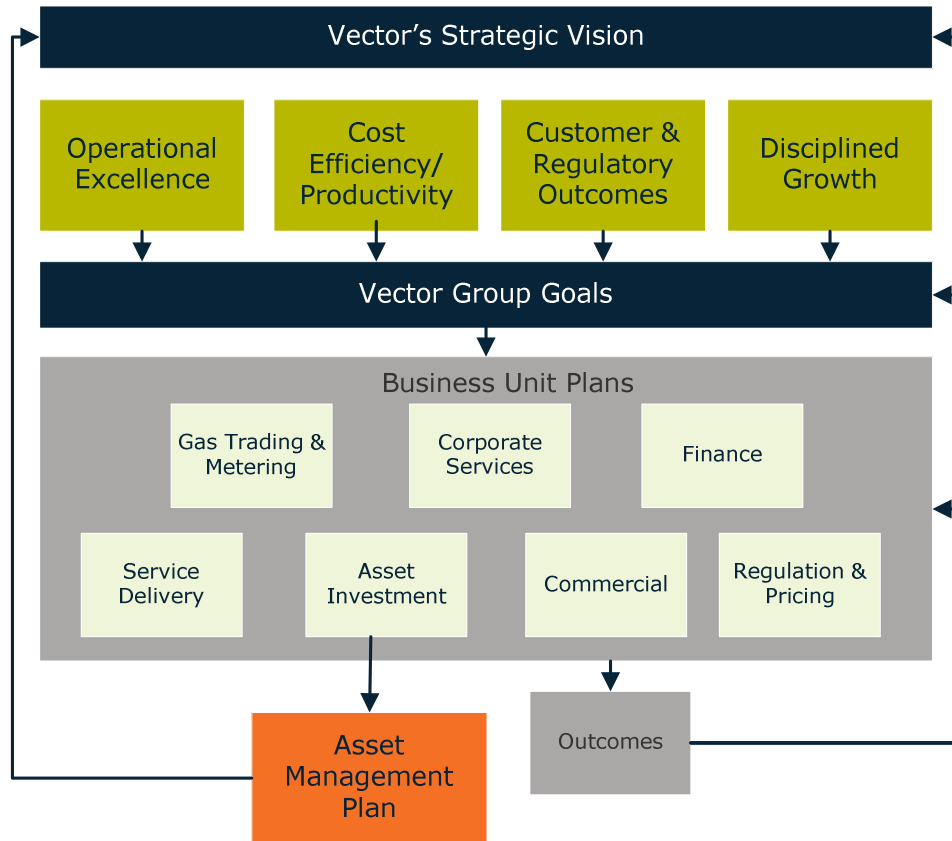 Vector's Strategic Vision
Operational
Excellence
Cost
Efficiency/
Productivity
Customer &
Regulatory
Outcomes
Disciplined
Growth
Vector Group Goals
Business Unit Plans
Gas Trading &
Metering
Corporate
Services
Finance
Service
Delivery
Asset
Investment
Commercial
Regulation &
Pricing
Asset
Management
Plan
Outcomes